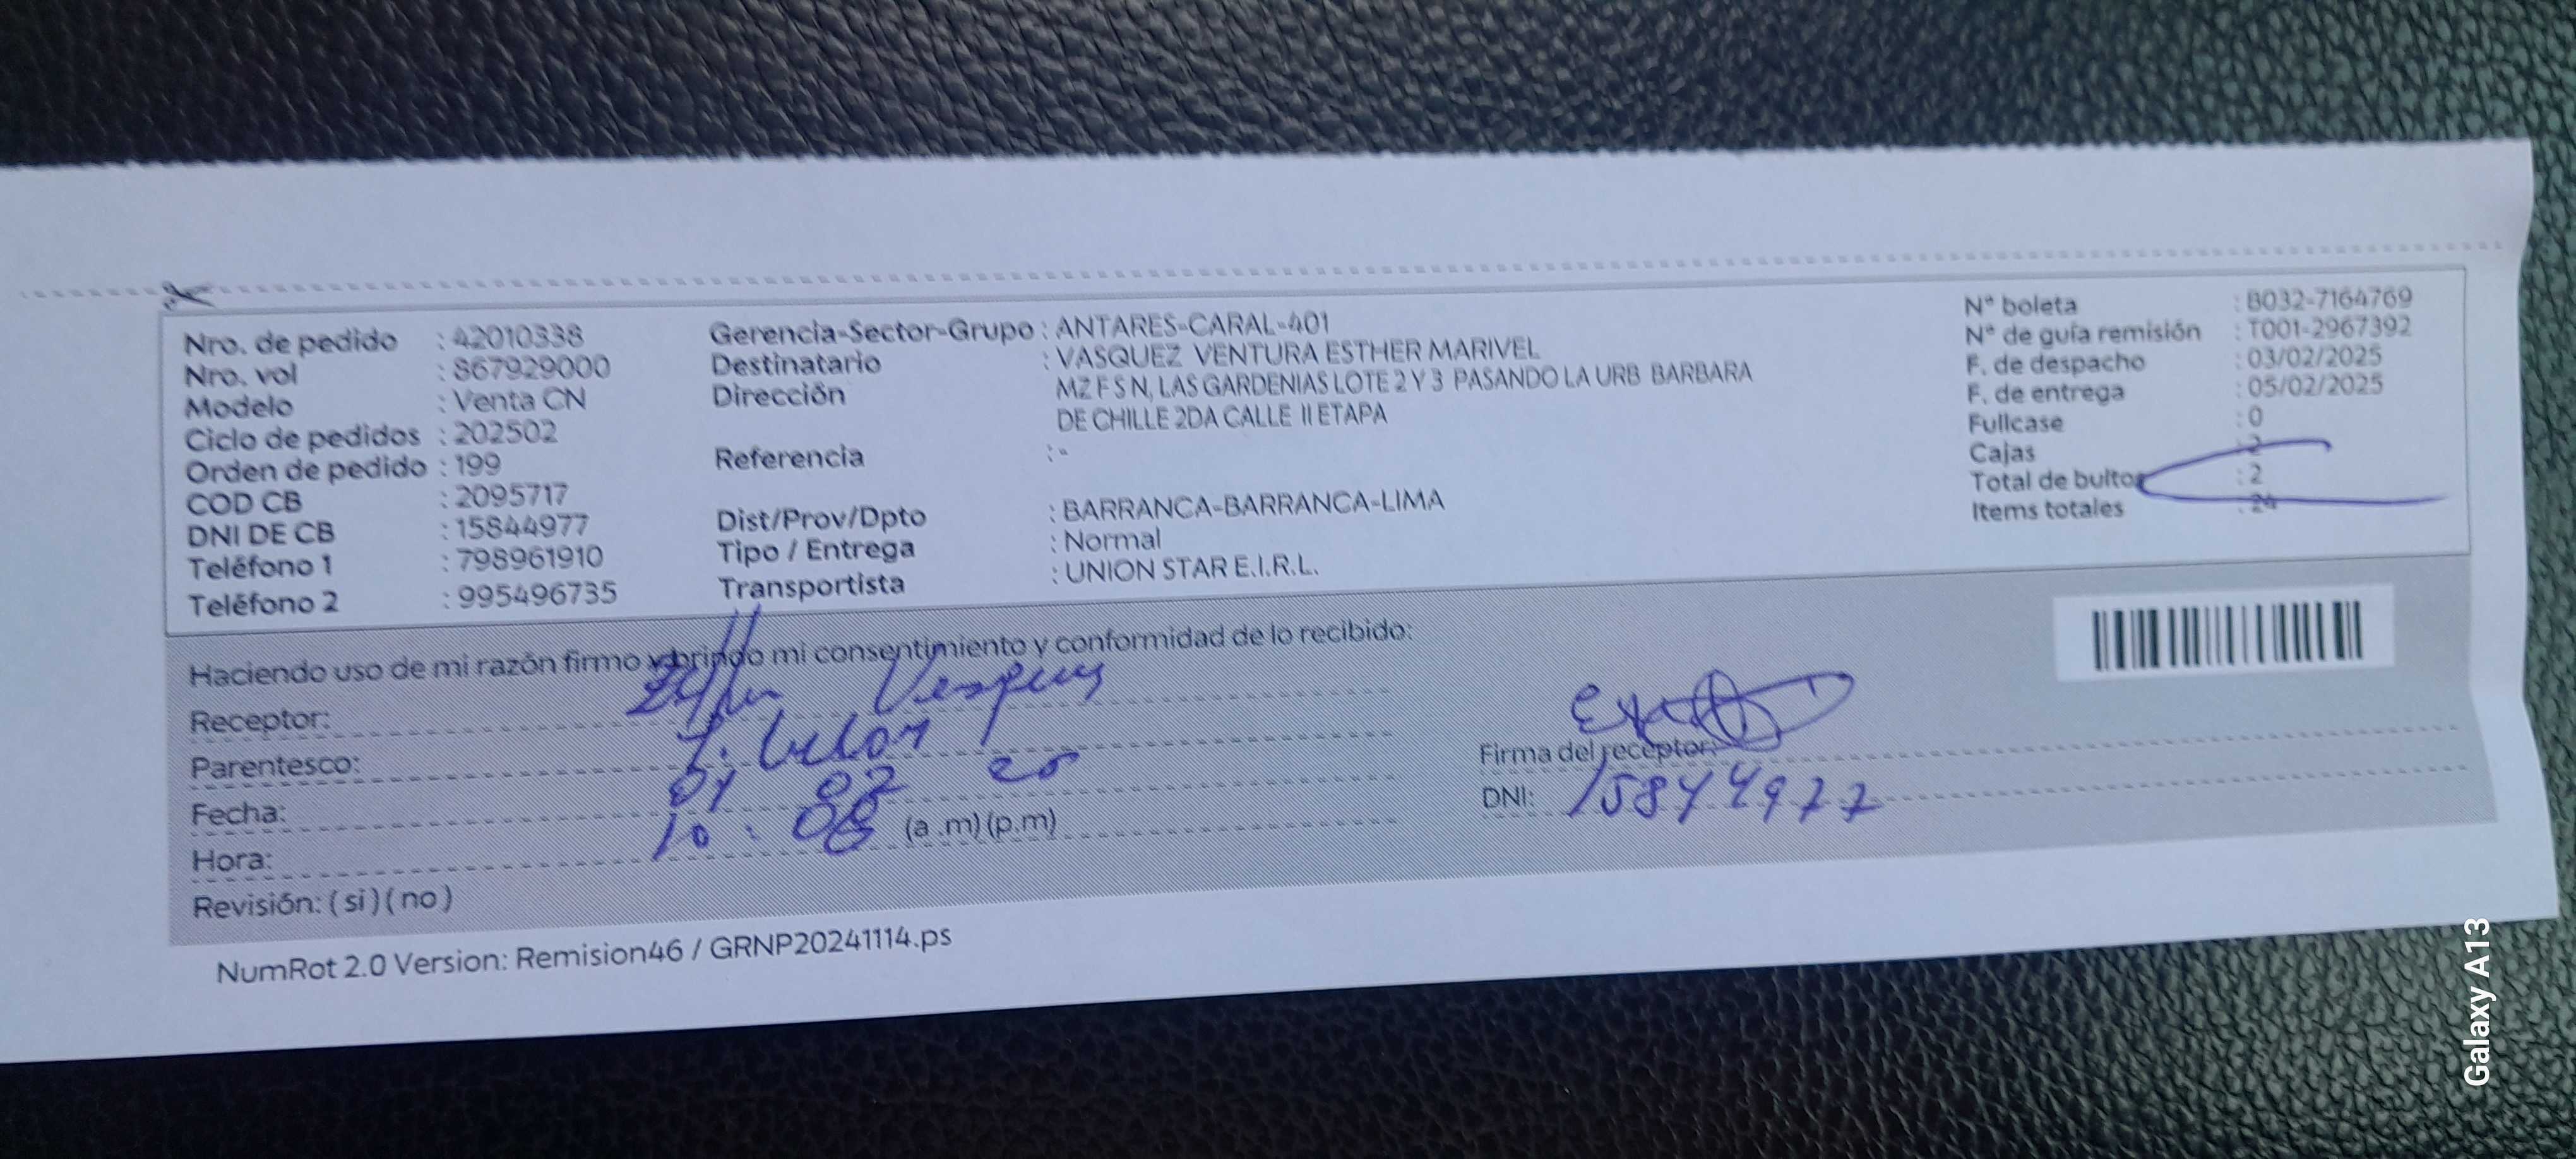 Nro. de pedido : 42010338
Nro. vol : 867929000
Modelo : Venta CN
Ciclo de pedidos : 202502
Orden de pedido : 199
COD CB : 2095717
DNI DE CB : 15844977
Teléfono 1 : 798961910
Teléfono 2 : 995496735
Gerencia-Sector-Grupo : ANTARES-CARAL-401
Destinatario : VASQUEZ VENTURA ESTHER MARIVEL
Dirección MZ F S N, LAS GARDENIAS LOTE 2 Y 3 PASANDO LA URB BARBARA
DE CHILLE 2DA CALLE II ETAPA
Referencia : -
Dist/Prov/Dpto : BARRANCA-BARRANCA-LIMA
Tipo / Entrega : Normal
Transportista : UNION STAR E.I.R.L.
N° boleta : B032-7164769
N° de guía remisión : T001-2967392
F. de despacho : 03/02/2025
F. de entrega : 05/02/2025
Fullcase : 0
Cajas : 2
Total de bultos : 2
Items totales : 24
Haciendo uso de mi razón firmo y brindo mi consentimiento y conformidad de lo recibido:
Receptor:
Parentesco:
Fecha: 02
Hora: 10 : 08 (a .m) (p.m)
Revisión: ( si ) ( no )
Firma del receptor:
DNI: 15844977
NumRot 2.0 Version: Remision46 / GRNP20241114.ps
Galaxy A13